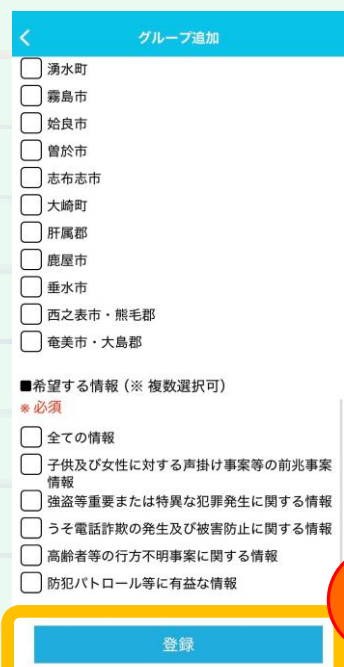 グループ追加
湧水町
霧島市
姶良市
曽於市
志布志市
大崎町
肝属郡
鹿屋市
垂水市
西之表市・熊毛郡
奄美市・大島郡
■希望する情報(※ 複数選択可)
※必須
全ての情報
子供及び女性に対する声掛け事案等の前兆事案
情報
強盗等重要または特異な犯罪発生に関する情報
うそ電話詐欺の発生及び被害防止に関する情報
高齢者等の行方不明事案に関する情報
防犯パトロール等に有益な情報
登録